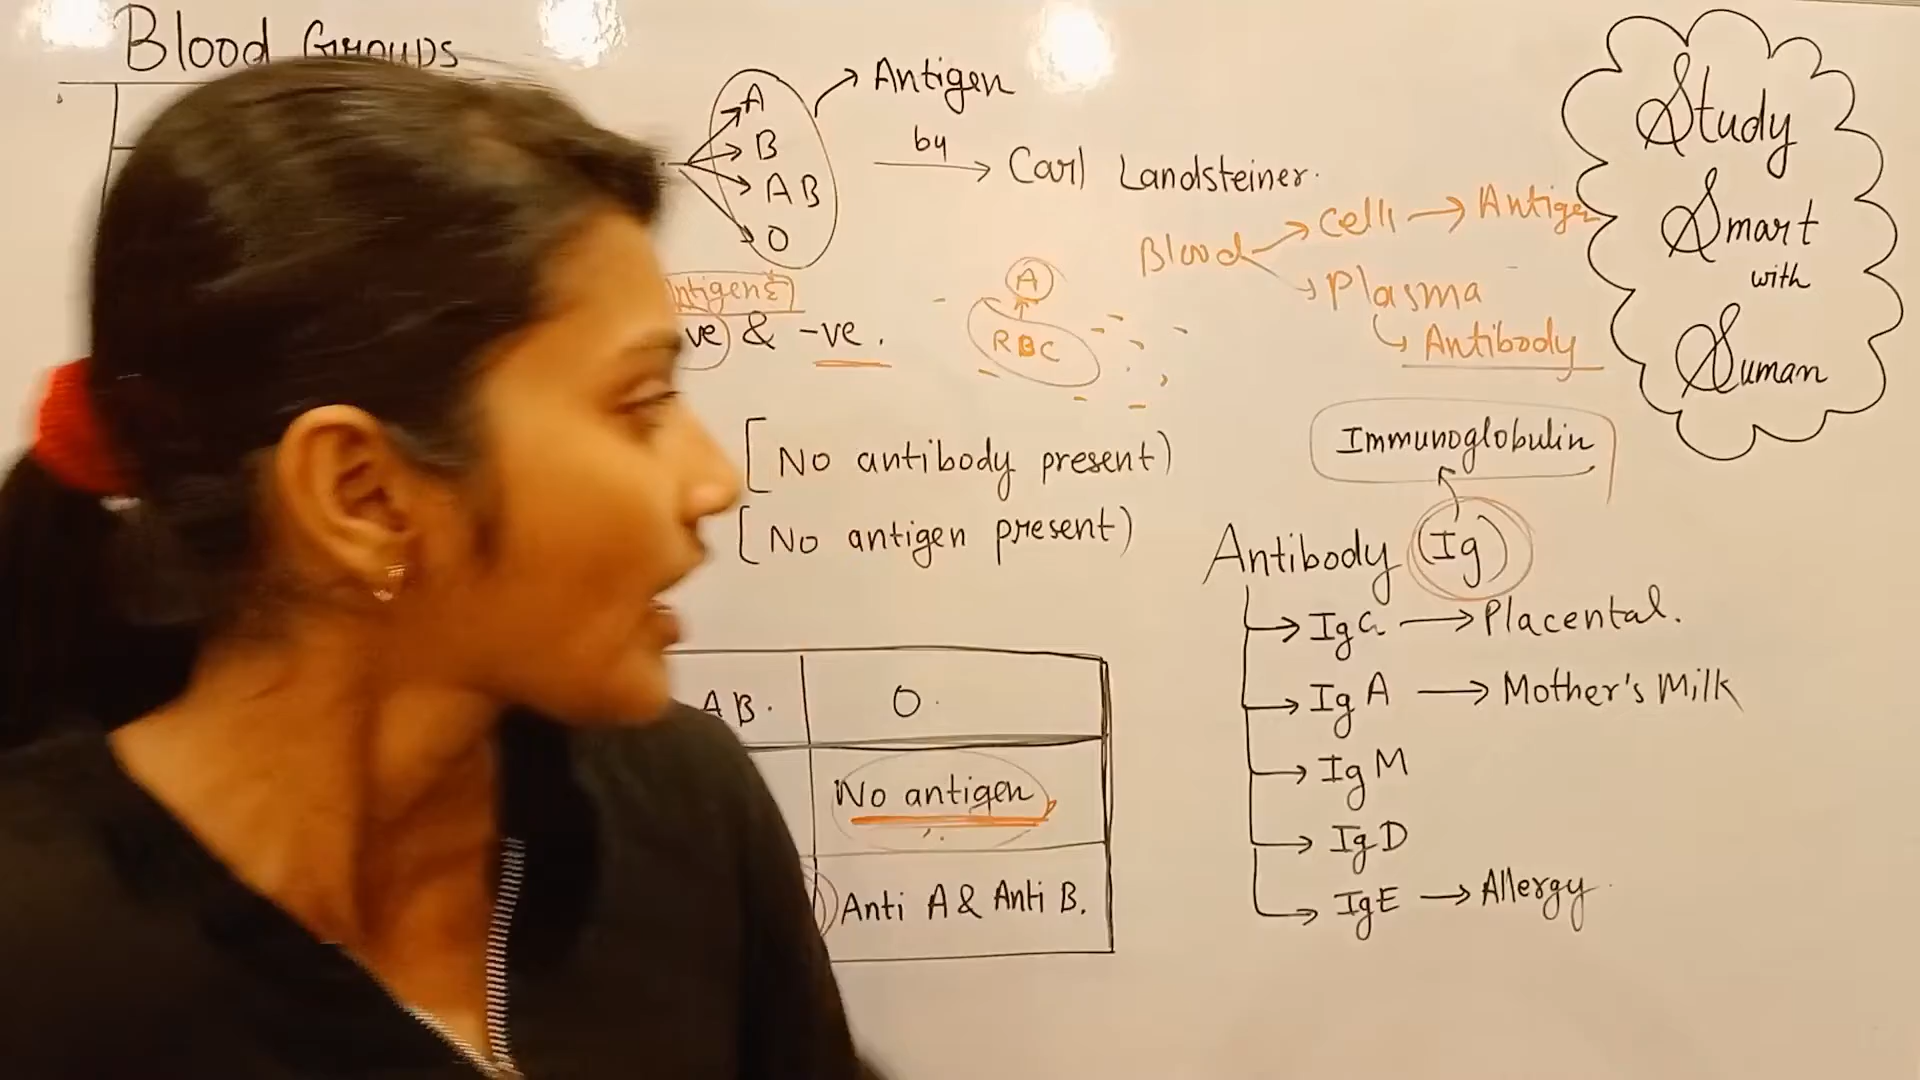 Blood Groups
A
B
AB
O
Antigen
by
Carl Landsteiner.
Blood
Cells
Antigen
Plasma
Antibody
A
RBC
ve & -ve.
[No antibody present)
[No antigen present)
AB.
O
No antigen
Anti A & Anti B.
Immunoglobulin
Antibody (Ig)
IgG → Placental.
IgA → Mother's Milk
IgM
IgD
IgE → Allergy
Study
Smart
with
Suman